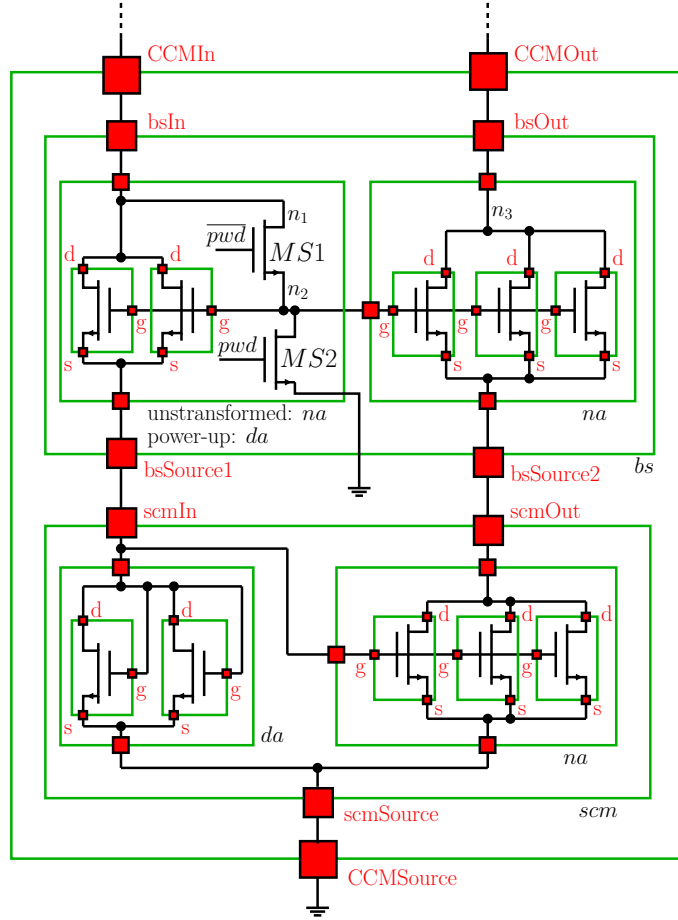 CCMIn
CCMOut
bsIn
bsOut
n1
n3
pwd
MS1
d
d
d
d
d
n2
g
g
g
g
g
pwd
MS2
s
s
s
s
s
unstransformed: na
power-up: da
na
bsSource1
bsSource2
bs
scmIn
scmOut
d
d
d
d
d
g
g
g
g
g
s
s
s
s
s
da
na
scmSource
scm
CCMSource